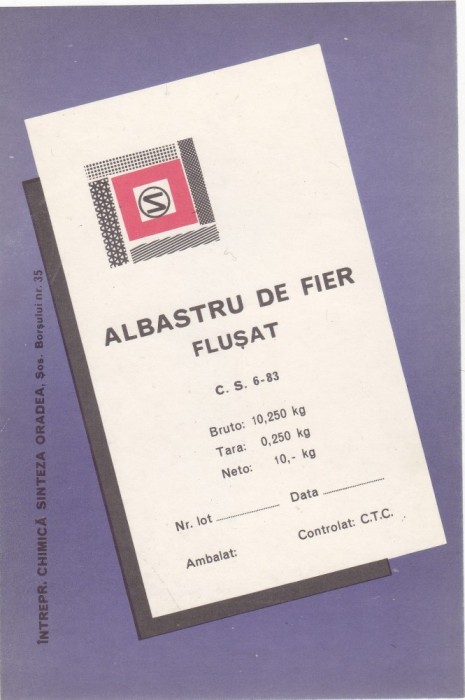 ALBASTRU DE FIER
FLUȘAT
C. S. 6-83
Bruto: 10,250 kg
Tara: 0,250 kg
Neto: 10,- kg
Nr. lot ............ Data ............
Ambalat: Controlat: C.T.C.
ÎNTREPR. CHIMICĂ SINTEZA ORADEA, Șos. Borșului nr. 35